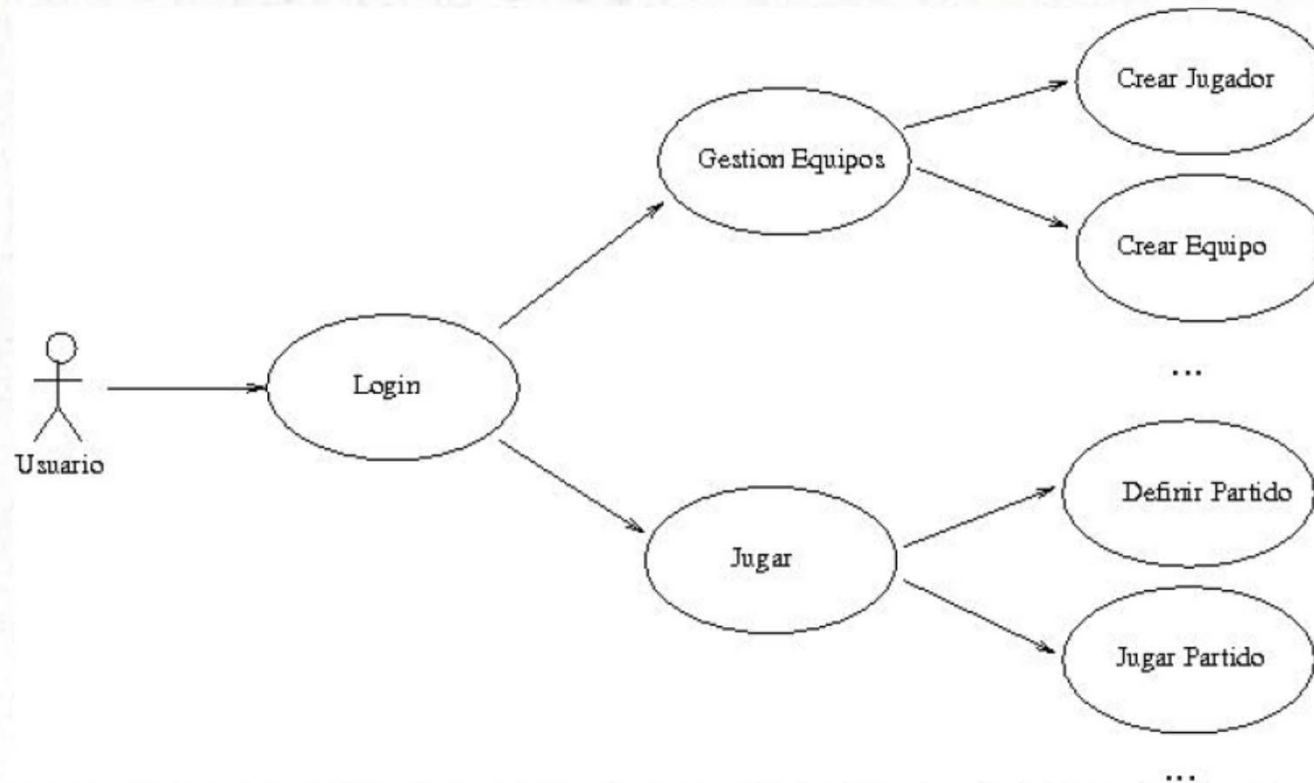 Crear Jugador
Gestion Equipos
Crear Equipo
...
Login
Usuario
Definir Partido
Jugar
Jugar Partido
...